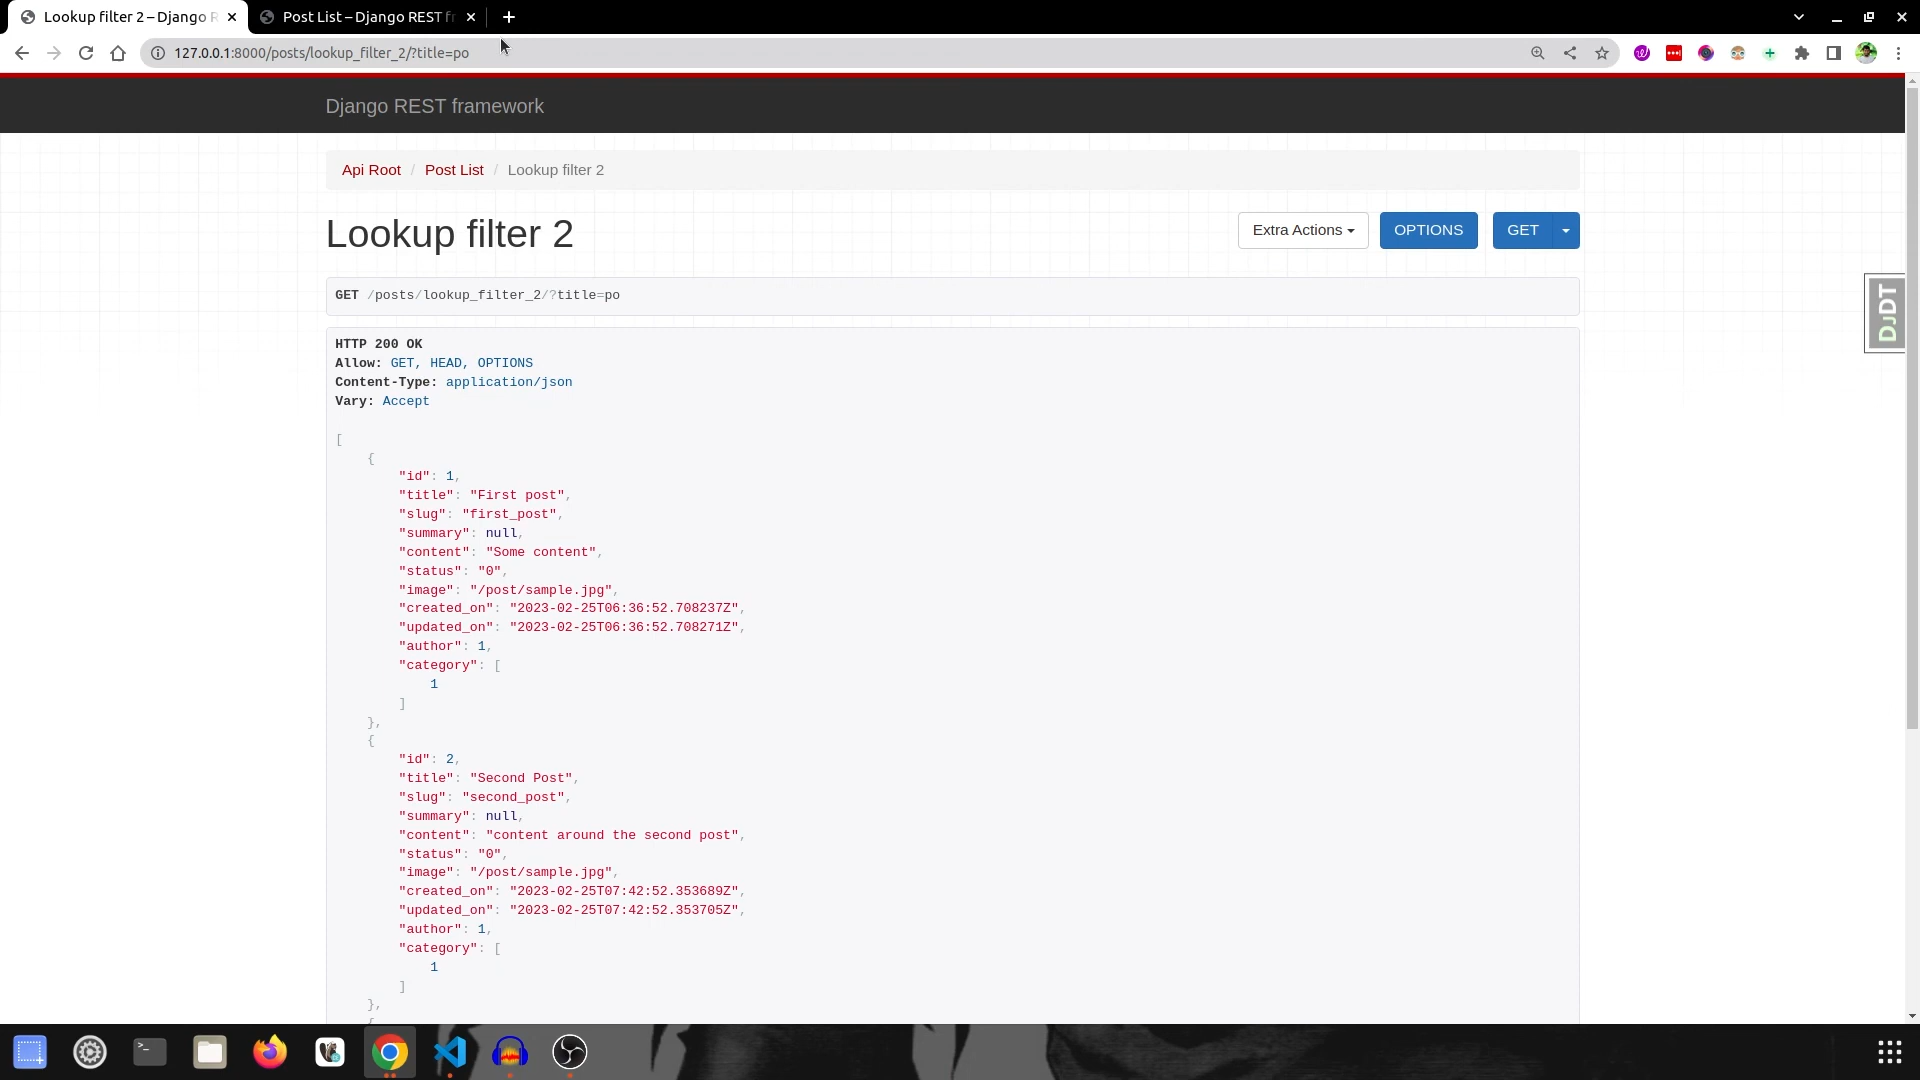 Lookup filter 2 – Django R
Post List – Django REST fr
127.0.0.1:8000/posts/lookup_filter_2/?title=po
Django REST framework
Api Root / Post List / Lookup filter 2
Lookup filter 2
Extra Actions
OPTIONS
GET
GET /posts/lookup_filter_2/?title=po
DJDT
HTTP 200 OK
Allow: GET, HEAD, OPTIONS
Content-Type: application/json
Vary: Accept
[
{
"id": 1,
"title": "First post",
"slug": "first_post",
"summary": null,
"content": "Some content",
"status": "0",
"image": "/post/sample.jpg",
"created_on": "2023-02-25T06:36:52.708237Z",
"updated_on": "2023-02-25T06:36:52.708271Z",
"author": 1,
"category": [
1
]
},
{
"id": 2,
"title": "Second Post",
"slug": "second_post",
"summary": null,
"content": "content around the second post",
"status": "0",
"image": "/post/sample.jpg",
"created_on": "2023-02-25T07:42:52.353689Z",
"updated_on": "2023-02-25T07:42:52.353705Z",
"author": 1,
"category": [
1
]
},
{